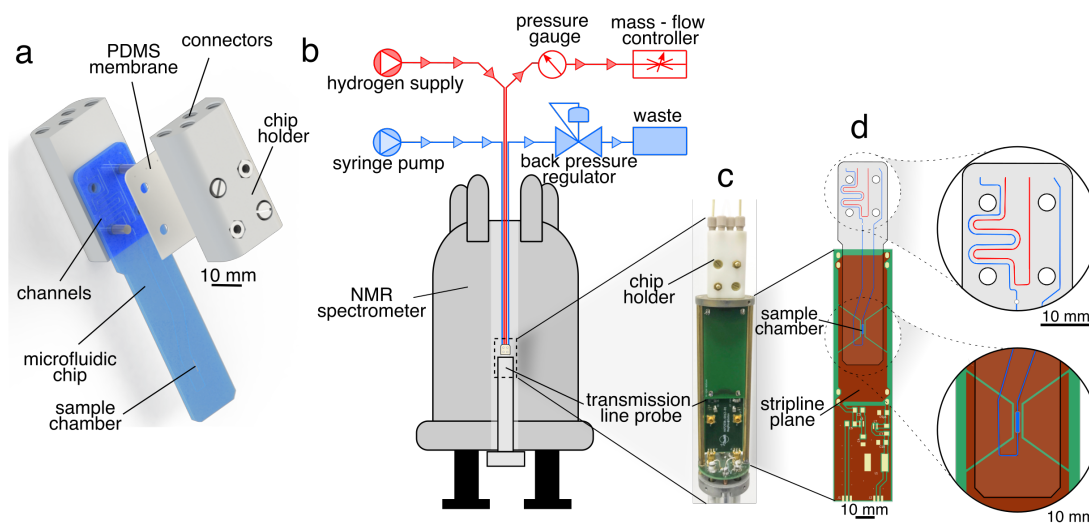 a
PDMS
membrane
connectors
chip
holder
10 mm
channels
microfluidic
chip
sample
chamber
b
pressure
gauge
mass - flow
controller
hydrogen supply
syringe pump
back pressure
regulator
waste
NMR
spectrometer
transmission
line probe
c
chip
holder
d
sample
chamber
stripline
plane
10 mm
10 mm
10 mm